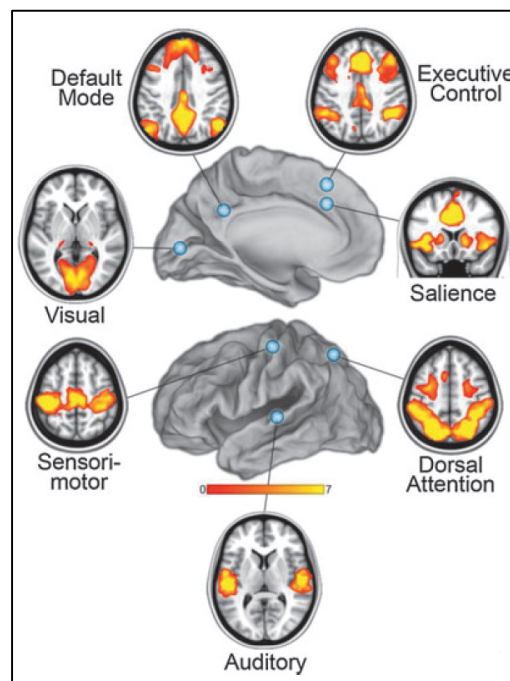 Default
Mode
Executive
Control
Visual
Salience
Sensori-
motor
Dorsal
Attention
0
7
Auditory